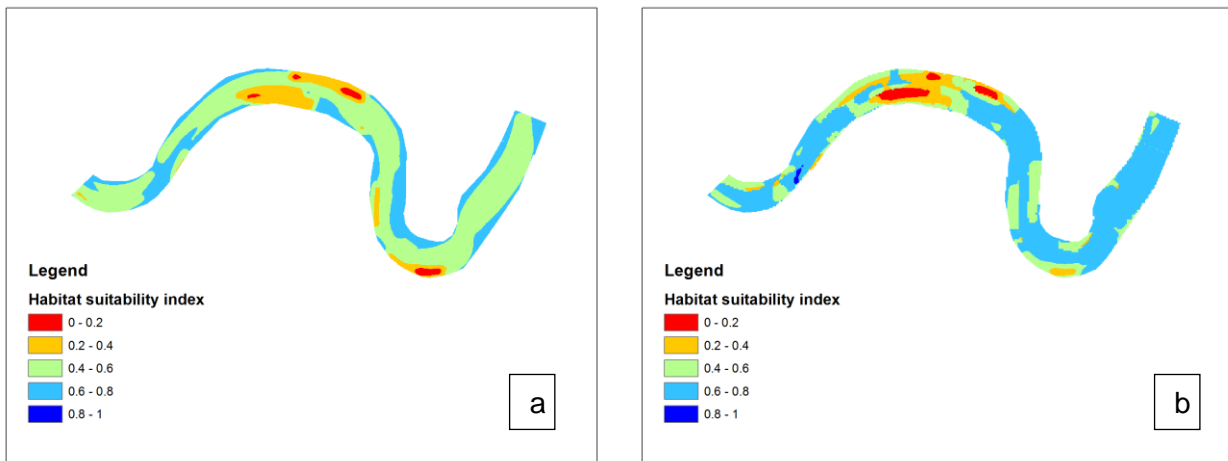 Legend
Habitat suitability index
0 - 0.2
0.2 - 0.4
0.4 - 0.6
0.6 - 0.8
0.8 - 1
a
Legend
Habitat suitability index
0 - 0.2
0.2 - 0.4
0.4 - 0.6
0.6 - 0.8
0.8 - 1
b